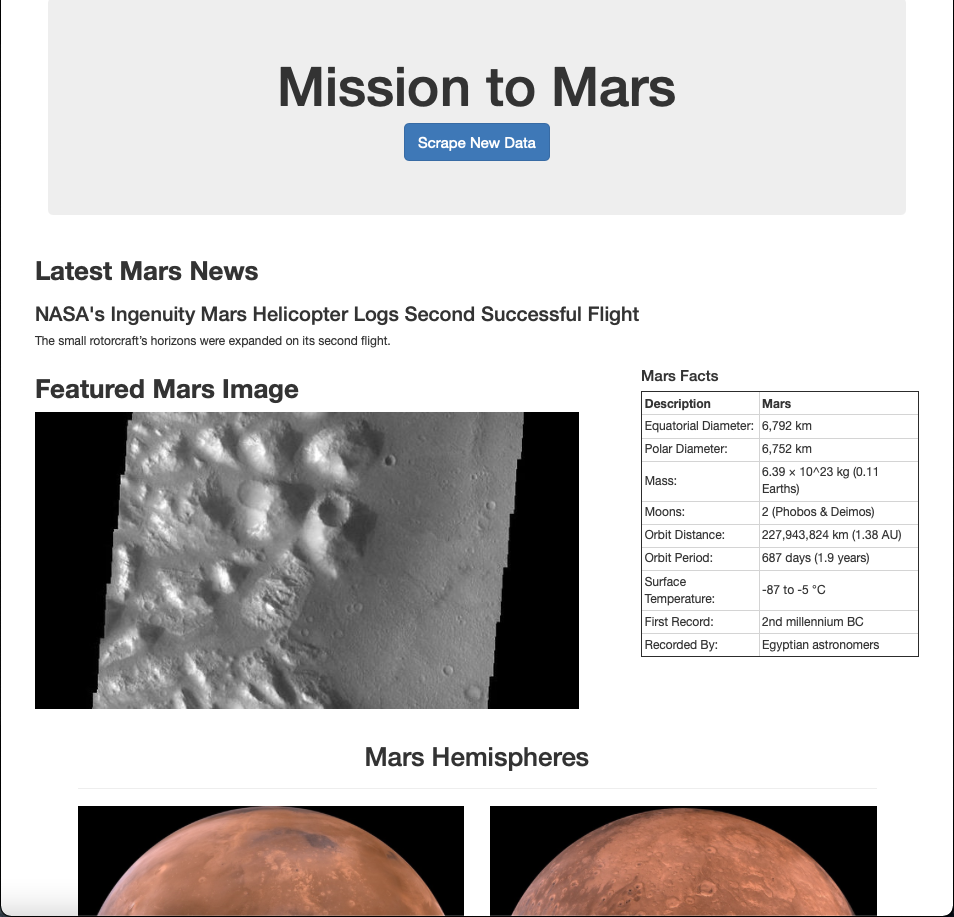 Mission to Mars
Scrape New Data
Latest Mars News
NASA's Ingenuity Mars Helicopter Logs Second Successful Flight
The small rotorcraft’s horizons were expanded on its second flight.
Featured Mars Image
Mars Facts
Description Mars
Equatorial Diameter: 6,792 km
Polar Diameter: 6,752 km
Mass: 6.39 × 10^23 kg (0.11
Earths)
Moons: 2 (Phobos & Deimos)
Orbit Distance: 227,943,824 km (1.38 AU)
Orbit Period: 687 days (1.9 years)
Surface
Temperature: -87 to -5 °C
First Record: 2nd millennium BC
Recorded By: Egyptian astronomers
Mars Hemispheres